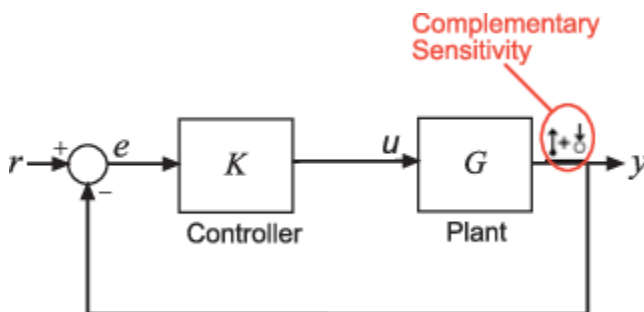 Complementary
Sensitivity
+
r
e
K
u
G
y
−
Controller
Plant